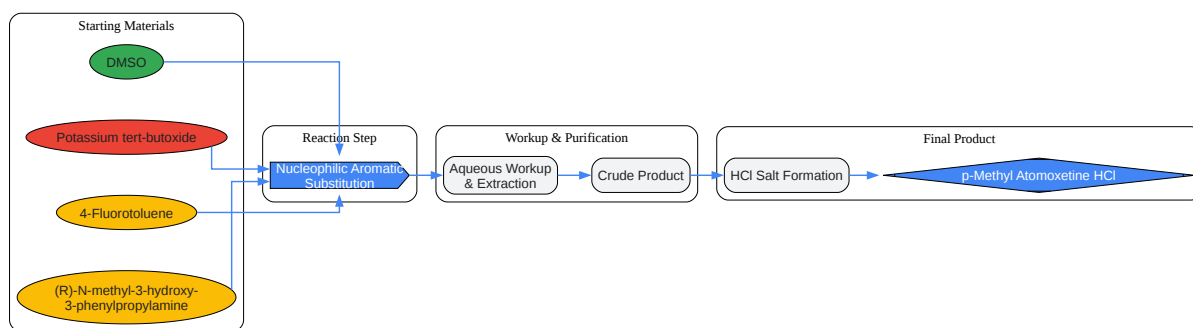 Starting Materials
DMSO
Potassium tert-butoxide
4-Fluorotoluene
(R)-N-methyl-3-hydroxy-
3-phenylpropylamine
Reaction Step
Nucleophilic Aromatic
Substitution
Workup & Purification
Aqueous Workup
& Extraction
Crude Product
Final Product
HCl Salt Formation
p-Methyl Atomoxetine HCl